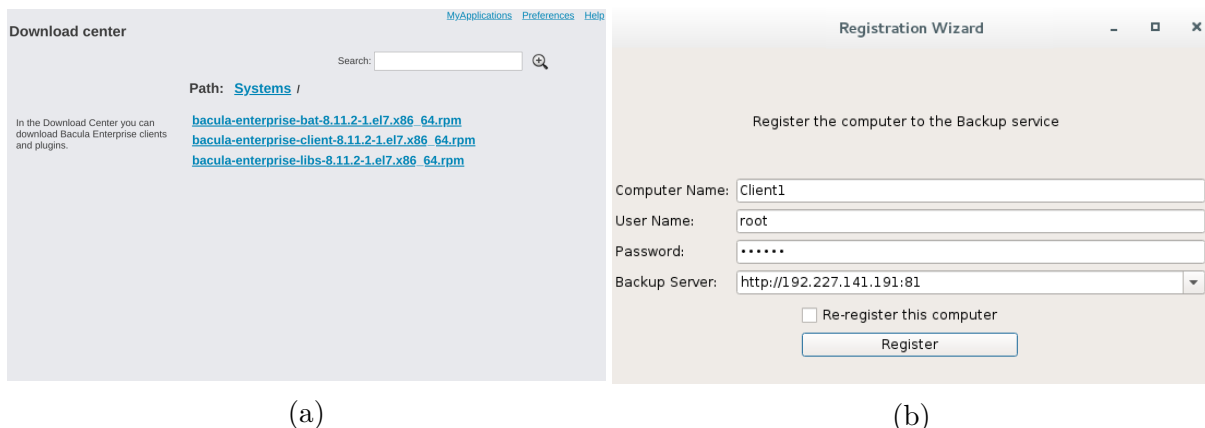 MyApplications Preferences Help
Download center
Search:
Path: Systems /
In the Download Center you can
download Bacula Enterprise clients
and plugins.
bacula-enterprise-bat-8.11.2-1.el7.x86_64.rpm
bacula-enterprise-client-8.11.2-1.el7.x86_64.rpm
bacula-enterprise-libs-8.11.2-1.el7.x86_64.rpm
(a)
Registration Wizard
Register the computer to the Backup service
Computer Name: Client1
User Name: root
Password: ••••••
Backup Server: http://192.227.141.191:81
Re-register this computer
Register
(b)